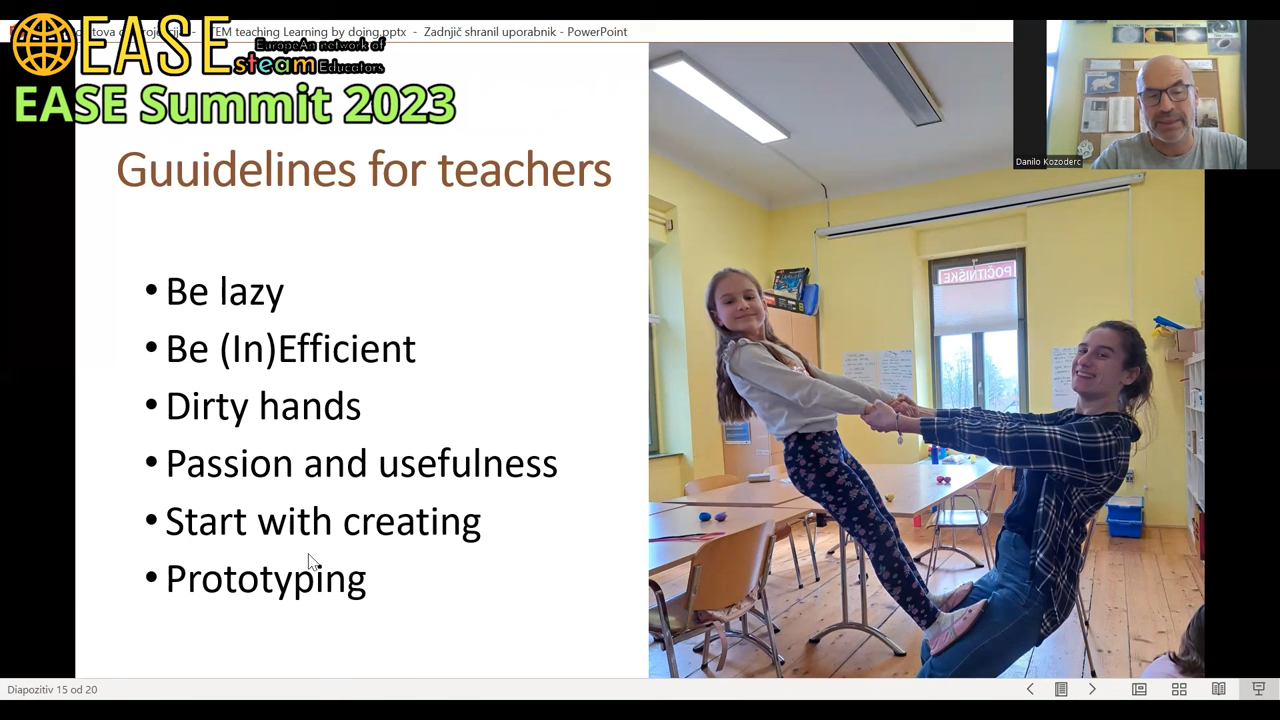 EASE
EuropeAn network of
steam Educators
EASE Summit 2023
TEM teaching Learning by doing.pptx - Zadnjič shranil uporabnik - PowerPoint
Danilo Kozoderc
Guuidelines for teachers
• Be lazy
• Be (In)Efficient
• Dirty hands
• Passion and usefulness
• Start with creating
• Prototyping
POČITNIŠKE
Diapozitiv 15 od 20